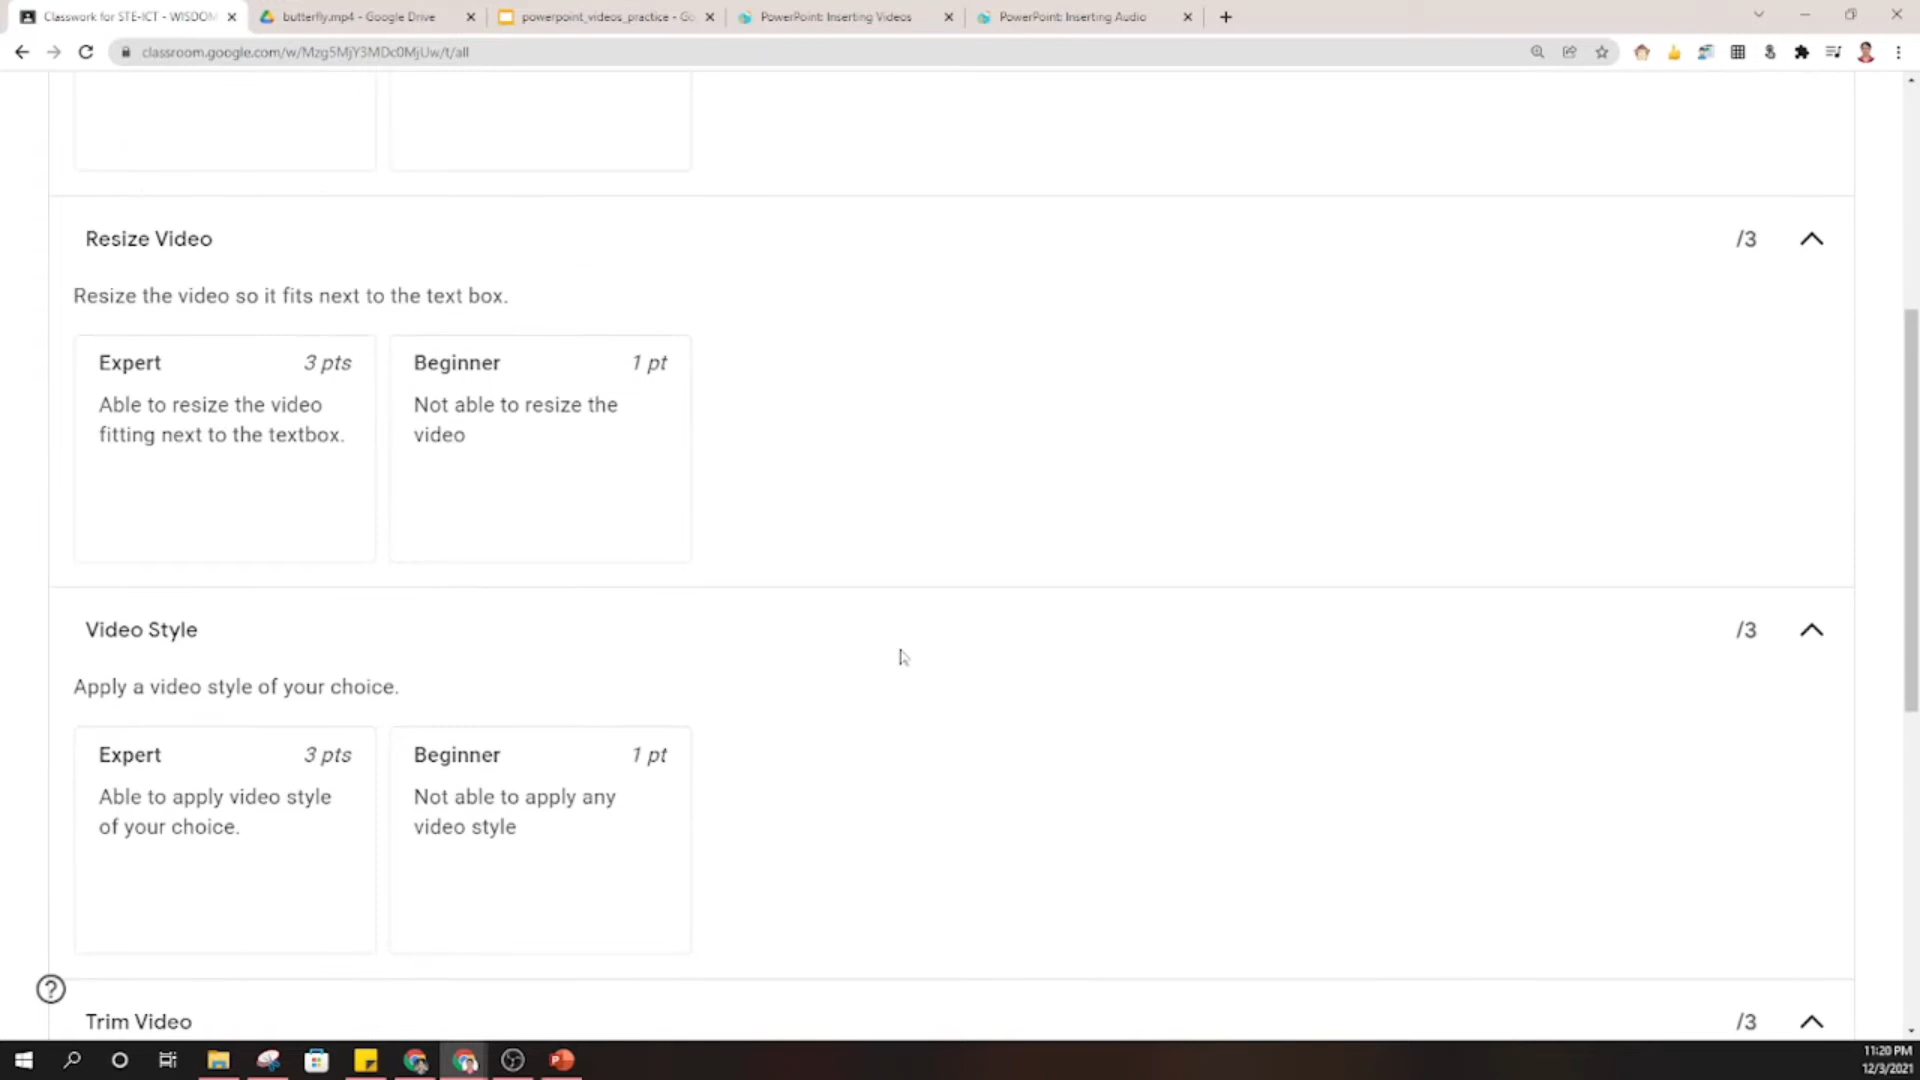 Classwork for STE-ICT - WISDOM
butterfly.mp4 - Google Drive
powerpoint_videos_practice - Go
PowerPoint: Inserting Videos
PowerPoint: Inserting Audio
classroom.google.com/w/Mzg5MjY3MDc0MjUw/t/all
Resize Video /3
Resize the video so it fits next to the text box.
Expert 3 pts
Able to resize the video
fitting next to the textbox.
Beginner 1 pt
Not able to resize the
video
Video Style /3
Apply a video style of your choice.
Expert 3 pts
Able to apply video style
of your choice.
Beginner 1 pt
Not able to apply any
video style
Trim Video /3
11:20 PM
12/3/2021